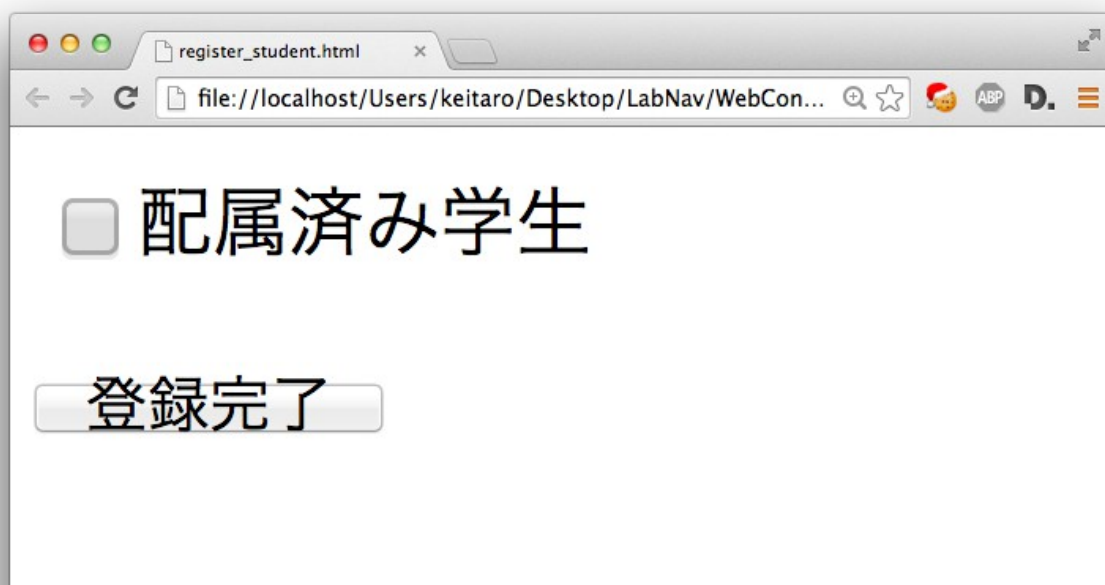 register_student.html
file://localhost/Users/keitaro/Desktop/LabNav/WebCon...
ABP
D.
配属済み学生
登録完了